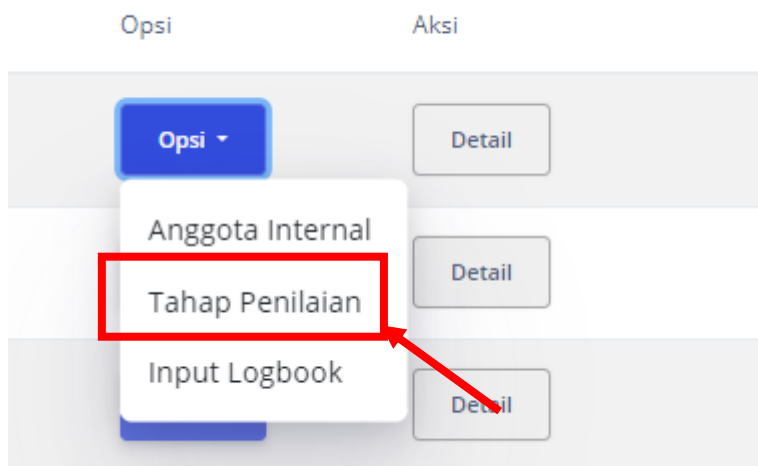 Opsi Aksi
Opsi Detail
Anggota Internal
Detail
Tahap Penilaian
Input Logbook
Detail